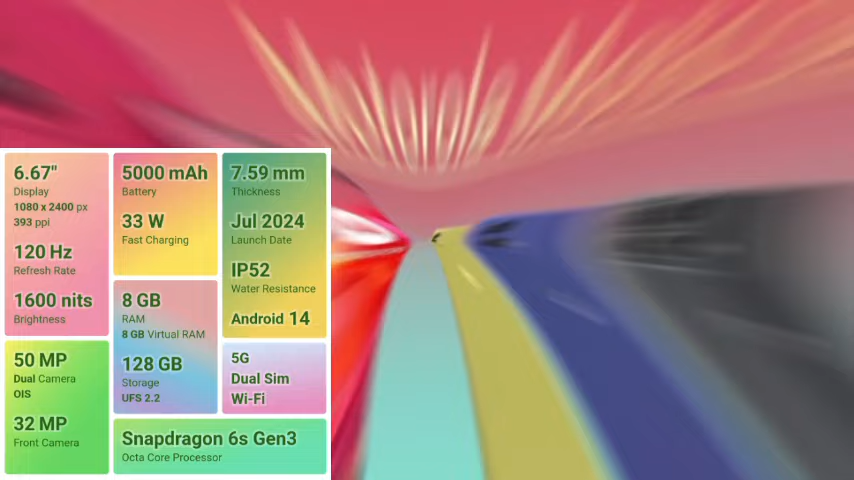 6.67"
Display
1080 x 2400 px
393 ppi
120 Hz
Refresh Rate
1600 nits
Brightness
5000 mAh
Battery
33 W
Fast Charging
7.59 mm
Thickness
Jul 2024
Launch Date
IP52
Water Resistance
Android 14
8 GB
RAM
8 GB Virtual RAM
128 GB
Storage
UFS 2.2
50 MP
Dual Camera
OIS
32 MP
Front Camera
5G
Dual Sim
Wi-Fi
Snapdragon 6s Gen3
Octa Core Processor